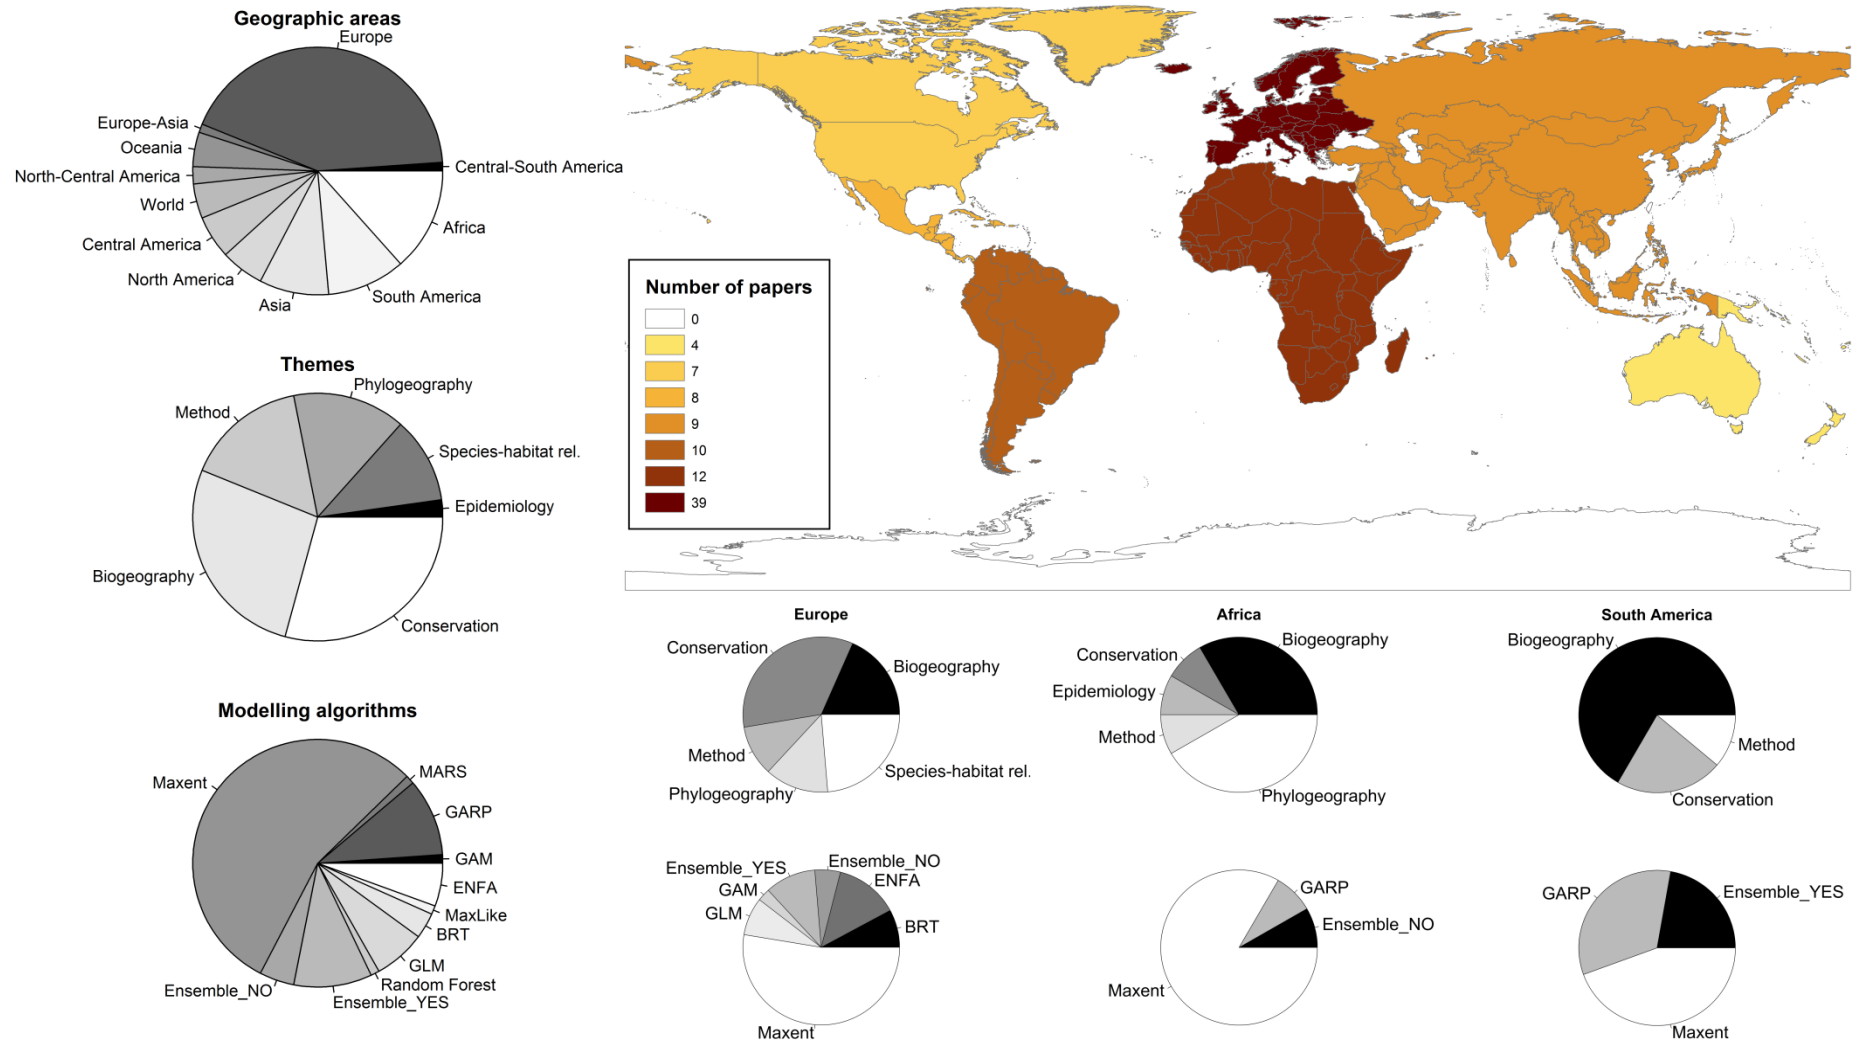 Geographic areas
Europe
Europe-Asia
Oceania
North-Central America
World
Central America
North America
Asia
South America
Africa
Central-South America
Themes
Phylogeography
Method
Species-habitat rel.
Epidemiology
Biogeography
Conservation
Modelling algorithms
Maxent
MARS
GARP
GAM
ENFA
MaxLike
BRT
GLM
Random Forest
Ensemble_YES
Ensemble_NO
Number of papers
0
4
7
8
9
10
12
39
Europe
Conservation
Biogeography
Method
Species-habitat rel.
Phylogeography
Africa
Biogeography
Conservation
Epidemiology
Method
Phylogeography
South America
Biogeography
Method
Conservation
Ensemble_YES
Ensemble_NO
GAM
ENFA
GLM
BRT
Maxent
GARP
Ensemble_NO
Maxent
GARP
Ensemble_YES
Maxent